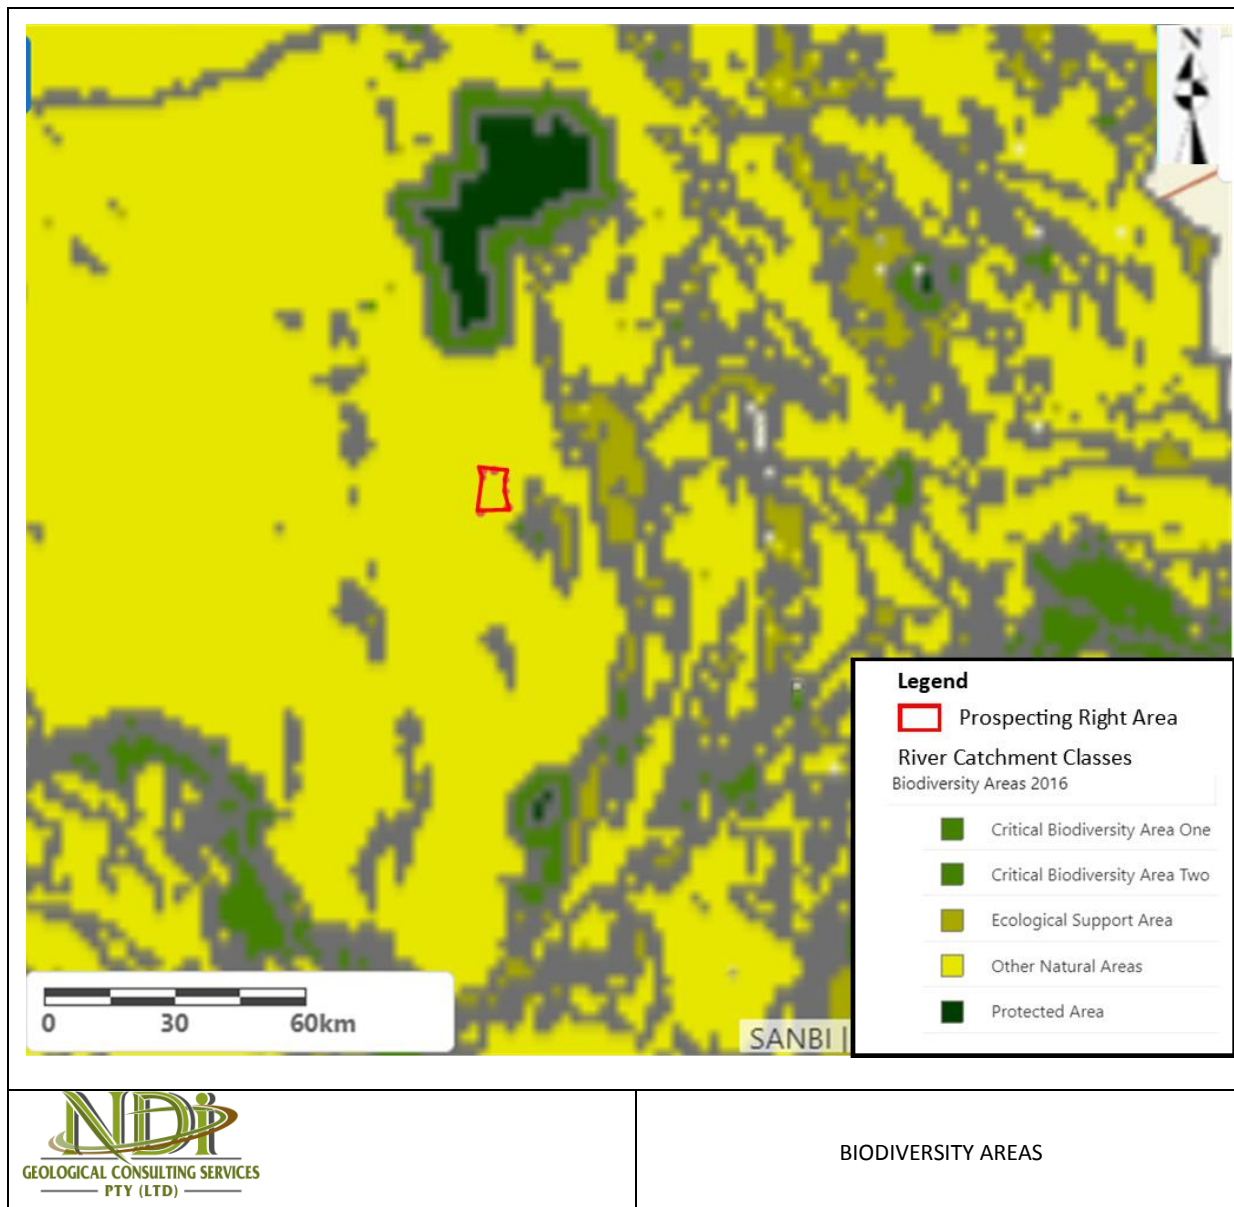 N
Legend
Prospecting Right Area
River Catchment Classes
Biodiversity Areas 2016
Critical Biodiversity Area One
Critical Biodiversity Area Two
Ecological Support Area
Other Natural Areas
Protected Area
0 30 60km
SANBI |
NDi
GEOLOGICAL CONSULTING SERVICES
PTY (LTD)
BIODIVERSITY AREAS